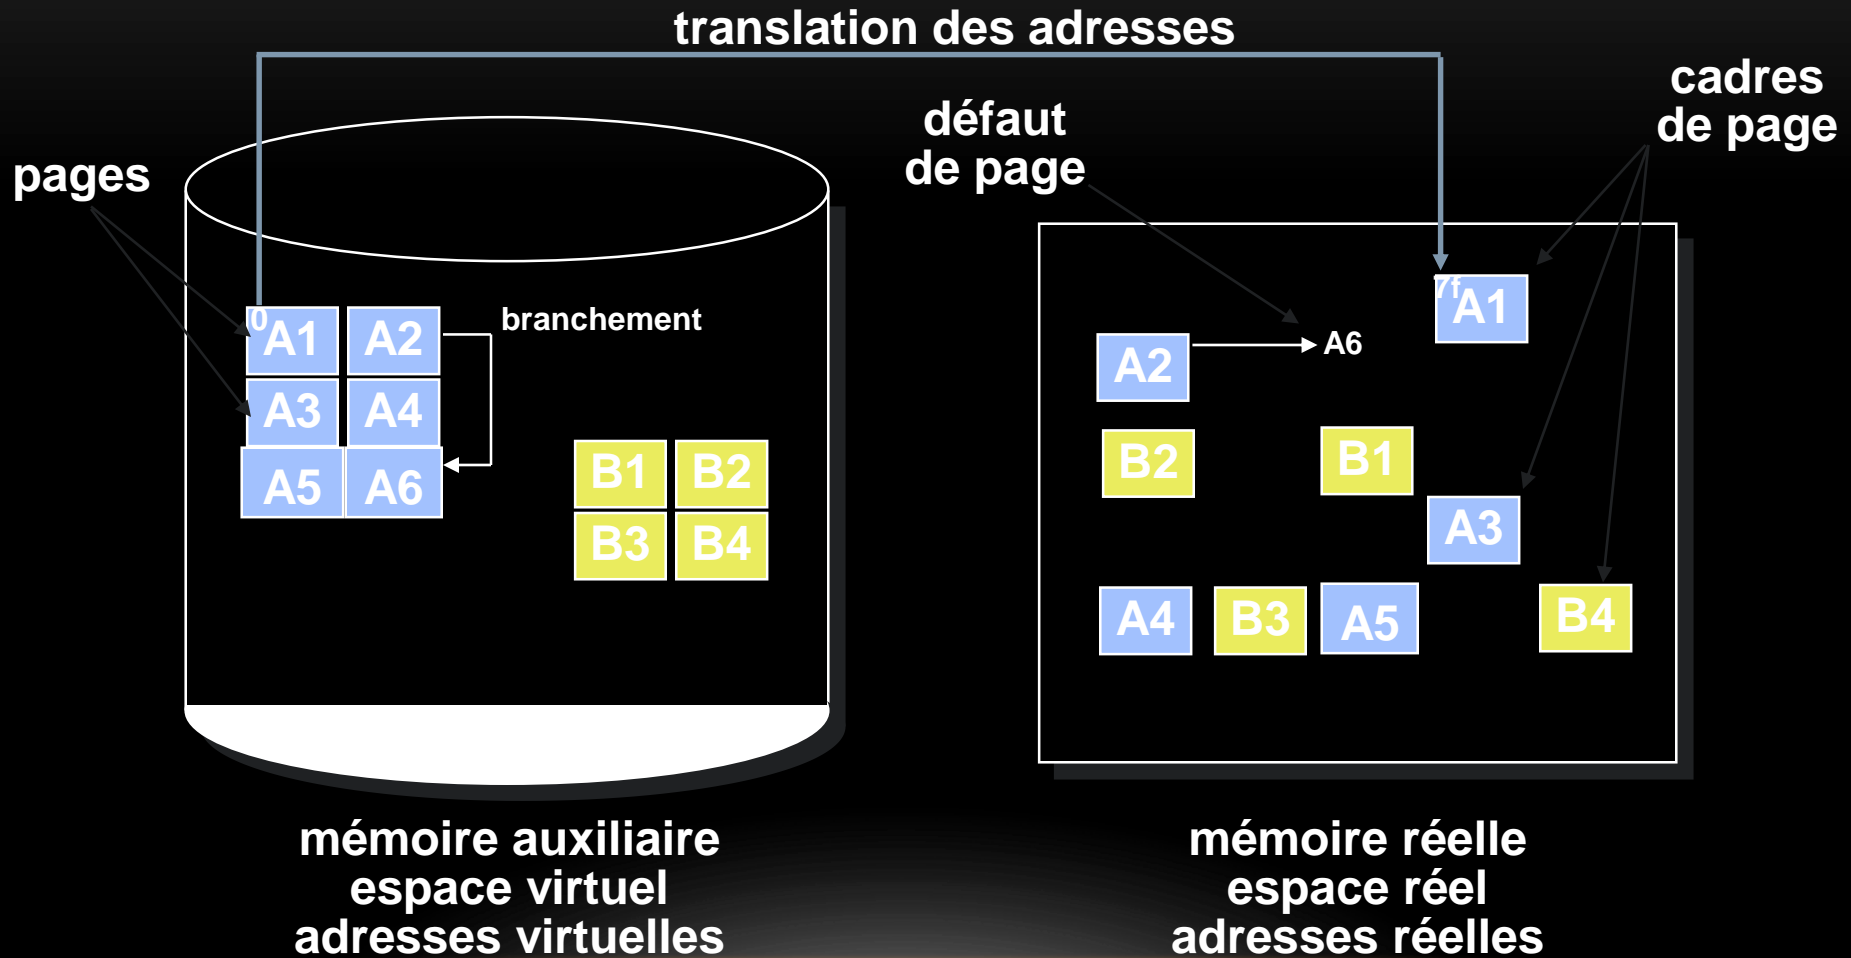 translation des adresses
cadres
de page
défaut
de page
pages
0
A1
A2
branchement
A3
A4
A5
A6
B1
B2
B3
B4
7f
A1
A2
A6
B2
B1
A3
A4
B3
A5
B4
mémoire auxiliaire
espace virtuel
adresses virtuelles
mémoire réelle
espace réel
adresses réelles